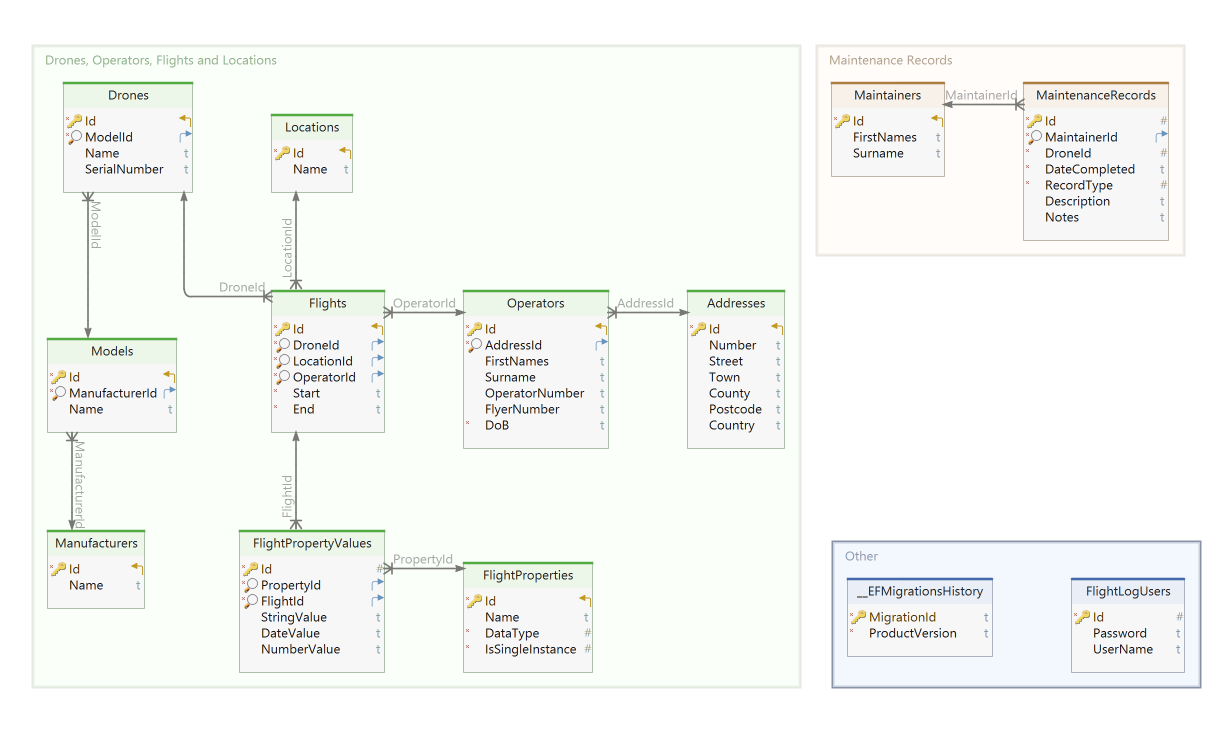 Drones, Operators, Flights and Locations
Drones
Id
ModelId
Name t
SerialNumber t
Locations
Id
Name t
ModelId
LocationId
DroneId
Flights
Id
DroneId
LocationId
OperatorId
Start t
End t
OperatorId
Operators
Id
AddressId
FirstNames t
Surname t
OperatorNumber t
FlyerNumber t
DoB t
AddressId
Addresses
Id
Number t
Street t
Town t
County t
Postcode t
Country t
Models
Id
ManufacturerId
Name t
ManufacturerId
Manufacturers
Id
Name t
FlightId
FlightPropertyValues
Id #
PropertyId
FlightId
StringValue t
DateValue t
NumberValue t
PropertyId
FlightProperties
Id
Name t
DataType #
IsSingleInstance #
Maintenance Records
Maintainers
Id
FirstNames t
Surname t
MaintainerId
MaintenanceRecords
Id #
MaintainerId
DroneId #
DateCompleted t
RecordType #
Description t
Notes t
Other
__EFMigrationsHistory
MigrationId t
ProductVersion t
FlightLogUsers
Id #
Password t
UserName t